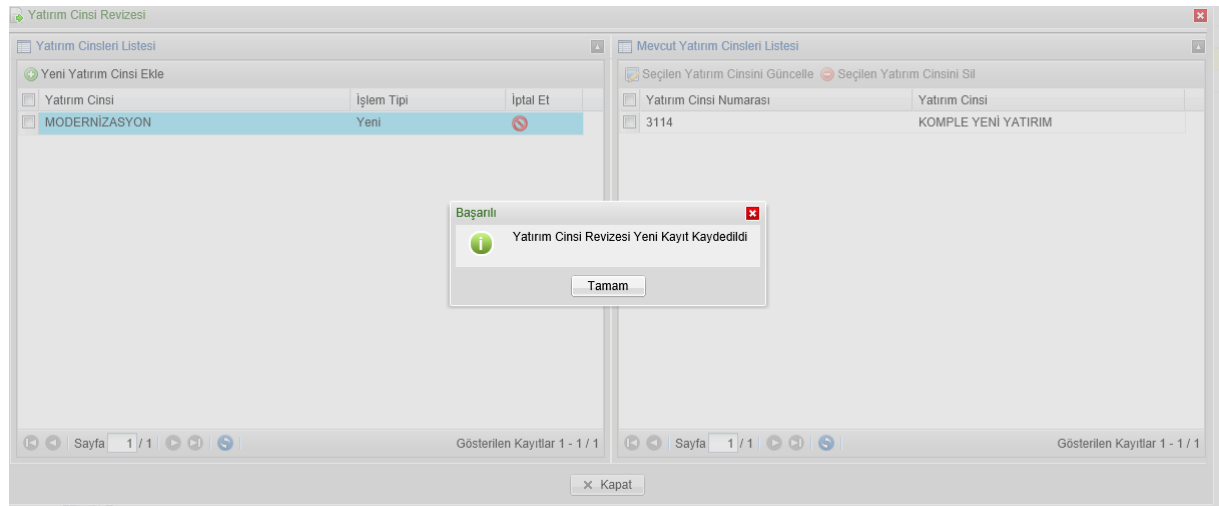 Yatırım Cinsi Revizesi
Yatırım Cinsleri Listesi
Yeni Yatırım Cinsi Ekle
Yatırım Cinsi İşlem Tipi İptal Et
MODERNİZASYON Yeni
Sayfa 1 / 1 Gösterilen Kayıtlar 1 - 1 / 1
Mevcut Yatırım Cinsleri Listesi
Seçilen Yatırım Cinsini Güncelle Seçilen Yatırım Cinsini Sil
Yatırım Cinsi Numarası Yatırım Cinsi
3114 KOMPLE YENİ YATIRIM
Sayfa 1 / 1 Gösterilen Kayıtlar 1 - 1 / 1
Başarılı
Yatırım Cinsi Revizesi Yeni Kayıt Kaydedildi
Tamam
Kapat